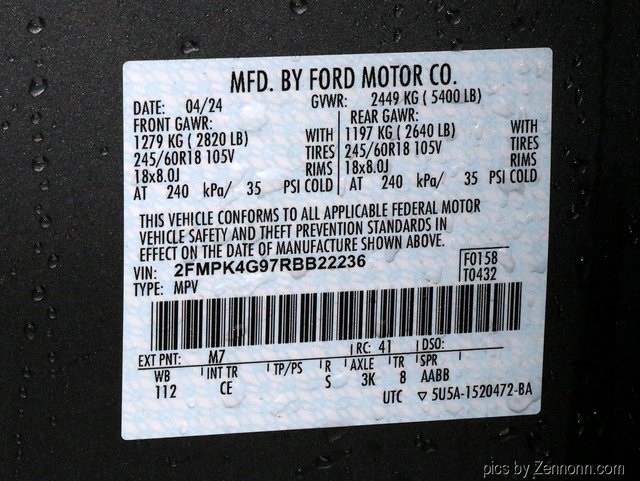 MFD. BY FORD MOTOR CO.
DATE: 04/24 GVWR: 2449 KG ( 5400 LB)
FRONT GAWR: REAR GAWR:
1279 KG ( 2820 LB) WITH 1197 KG ( 2640 LB) WITH
245/60R18 105V TIRES 245/60R18 105V TIRES
18x8.0J RIMS 18x8.0J RIMS
AT 240 kPa/ 35 PSI COLD AT 240 kPa/ 35 PSI COLD
THIS VEHICLE CONFORMS TO ALL APPLICABLE FEDERAL MOTOR
VEHICLE SAFETY AND THEFT PREVENTION STANDARDS IN
EFFECT ON THE DATE OF MANUFACTURE SHOWN ABOVE.
VIN: 2FMPK4G97RBB22236 F0158
TYPE: MPV T0432
EXT PNT: M7 RC: 41 DSO:
WB INT TR TP/PS R AXLE TR SPR
112 CE S 3K 8 AABB
UTC ▽ 5U5A-1520472-BA
pics by Zennonn.com